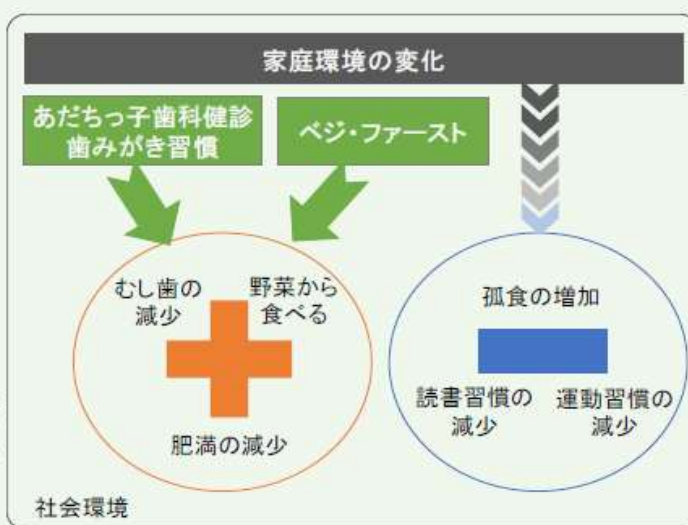 家庭環境の変化
あだちっ子歯科健診
歯みがき習慣
ベジ・ファースト
むし歯の
減少
野菜から
食べる
肥満の減少
孤食の増加
読書習慣の
減少
運動習慣の
減少
社会環境